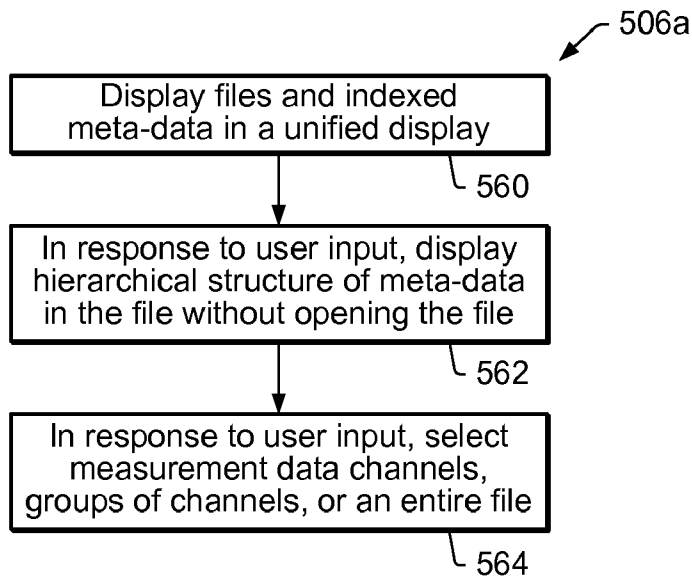 506a
Display files and indexed
meta-data in a unified display
560
In response to user input, display
hierarchical structure of meta-data
in the file without opening the file
562
In response to user input, select
measurement data channels,
groups of channels, or an entire file
564